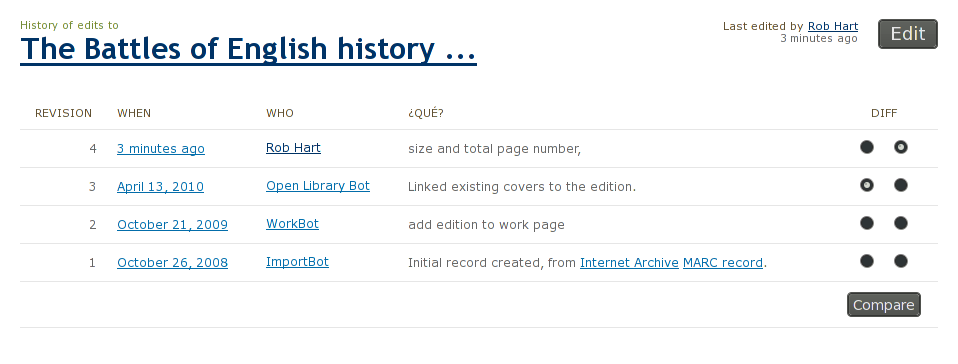 History of edits to
The Battles of English history ...
Last edited by Rob Hart
3 minutes ago
Edit
REVISION WHEN WHO ¿QUÉ? DIFF
4 3 minutes ago Rob Hart size and total page number,
3 April 13, 2010 Open Library Bot Linked existing covers to the edition.
2 October 21, 2009 WorkBot add edition to work page
1 October 26, 2008 ImportBot Initial record created, from Internet Archive MARC record.
Compare